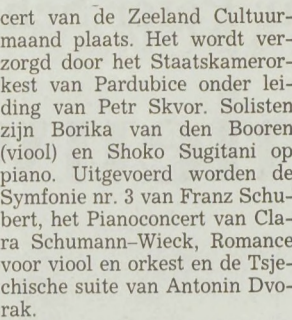 cert van de Zeeland Cultuur-
maand plaats. Het wordt ver-
zorgd door het Staatskameror-
kest van Pardubice onder lei-
ding van Petr Skvor. Solisten
zijn Borika van den Booren
(viool) en Shoko Sugitani op
piano. Uitgevoerd worden de
Symfonie nr. 3 van Franz Schu-
bert, het Pianoconcert van Cla-
ra Schumann–Wieck, Romance
voor viool en orkest en de Tsje-
chische suite van Antonin Dvo-
rak.